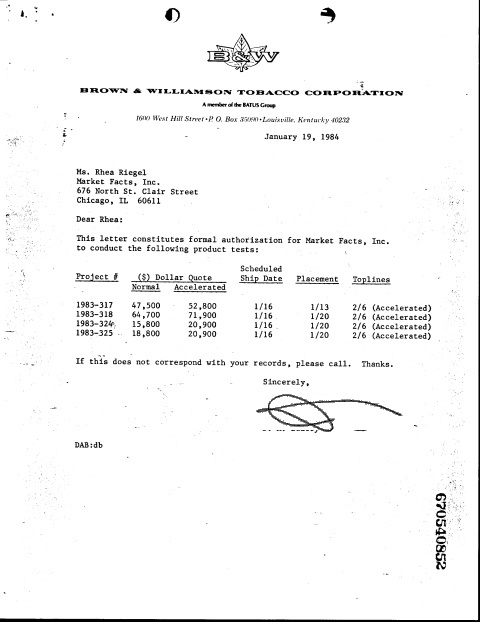 B&W
BROWN & WILLIAMSON TOBACCO CORPORATION
A member of the BATUS Group
1600 West Hill Street • P. O. Box 35090 • Louisville, Kentucky 40232
January 19, 1984
Ms. Rhea Riegel
Market Facts, Inc.
676 North St. Clair Street
Chicago, IL 60611
Dear Rhea:
This letter constitutes formal authorization for Market Facts, Inc.
to conduct the following product tests:
Scheduled
Project # ($) Dollar Quote Ship Date Placement Toplines
Normal Accelerated
1983-317 47,500 52,800 1/16 1/13 2/6 (Accelerated)
1983-318 64,700 71,900 1/16 1/20 2/6 (Accelerated)
1983-324 15,800 20,900 1/16 1/20 2/6 (Accelerated)
1983-325 18,800 20,900 1/16 1/20 2/6 (Accelerated)
If this does not correspond with your records, please call. Thanks.
Sincerely,
DAB:db
670540852